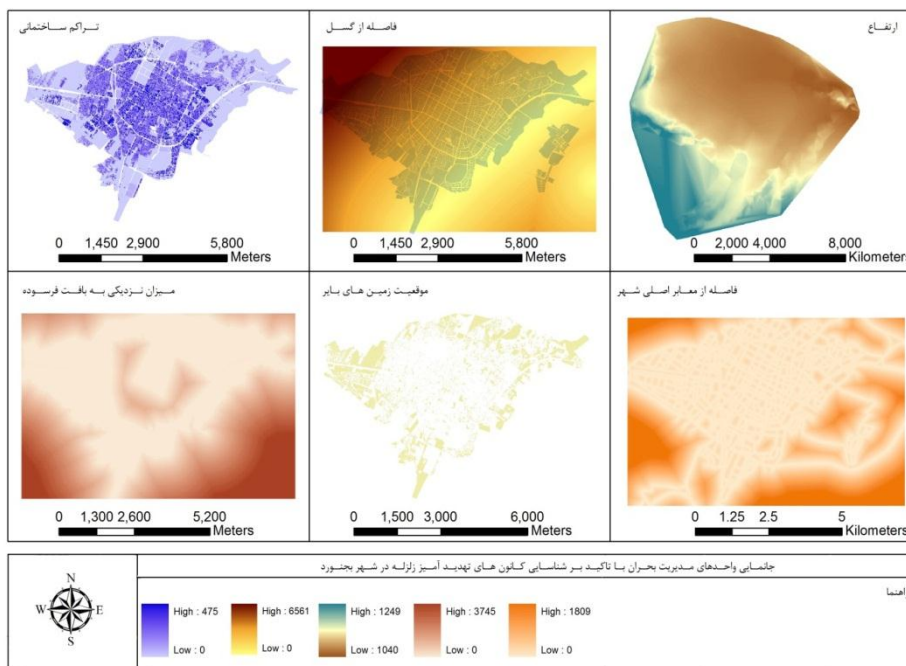 تراکم ساختمانی
0 1,450 2,900 5,800
Meters
فاصله از گسل
0 1,450 2,900 5,800
Meters
ارتفاع
0 2,000 4,000 8,000
Kilometers
میزان نزدیکی به بافت فرسوده
0 1,300 2,600 5,200
Meters
موقعیت زمین های بایر
0 1,500 3,000 6,000
Meters
فاصله از معابر اصلی شهر
0 1.25 2.5 5
Kilometers
جانمایی واحدهای مدیریت بحران با تاکید بر شناسایی کانون های تهدید آمیز زلزله در شهر بجنورد
N
W E
S
راهنما
High : 475 High : 6561 High : 1249 High : 3745 High : 1809
Low : 0 Low : 0 Low : 1040 Low : 0 Low : 0